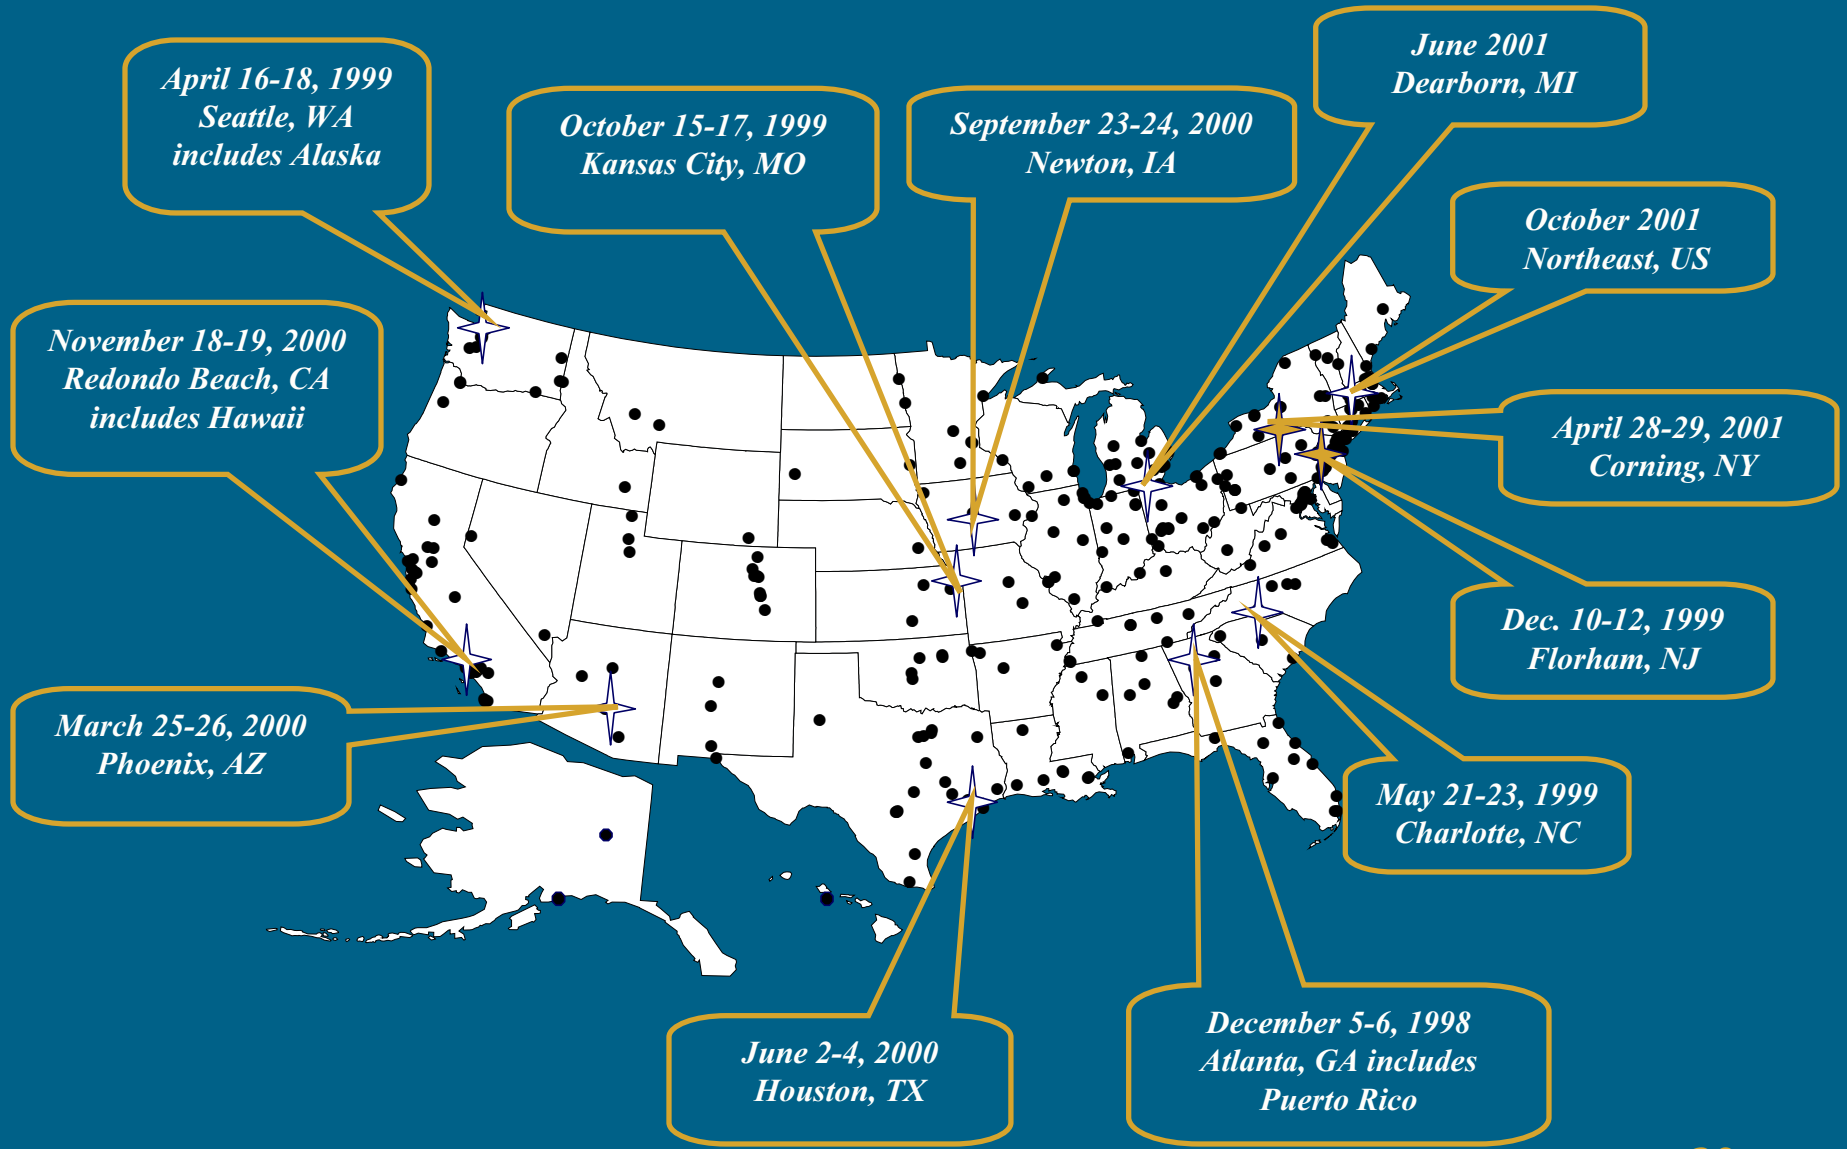 June 2001
Dearborn, MI
April 16-18, 1999
Seattle, WA
includes Alaska
October 15-17, 1999
Kansas City, MO
September 23-24, 2000
Newton, IA
October 2001
Northeast, US
November 18-19, 2000
Redondo Beach, CA
includes Hawaii
April 28-29, 2001
Corning, NY
Dec. 10-12, 1999
Florham, NJ
March 25-26, 2000
Phoenix, AZ
May 21-23, 1999
Charlotte, NC
December 5-6, 1998
Atlanta, GA includes
Puerto Rico
June 2-4, 2000
Houston, TX